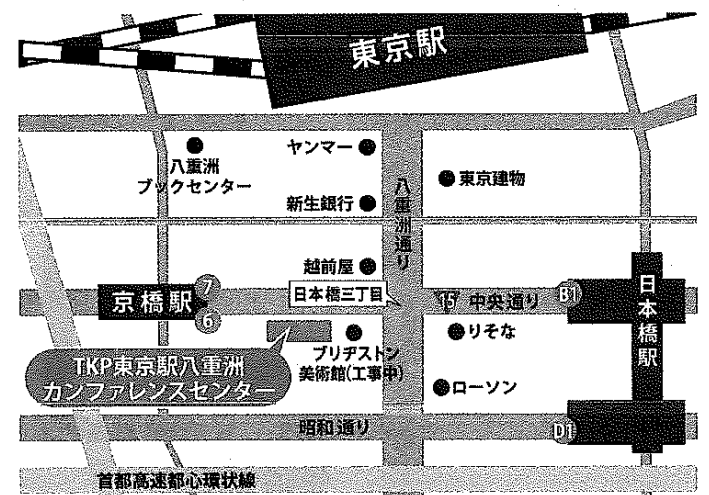 東京駅
ヤンマー
八重洲
ブックセンター
東京建物
新生銀行
八重洲通り
越前屋
日本橋三丁目
7
京橋駅
6
15
中央通り
B1
日本橋駅
りそな
ブリヂストン
美術館(工事中)
TKP東京駅八重洲
カンファレンスセンター
ローソン
昭和通り
D1
首都高速都心環状線